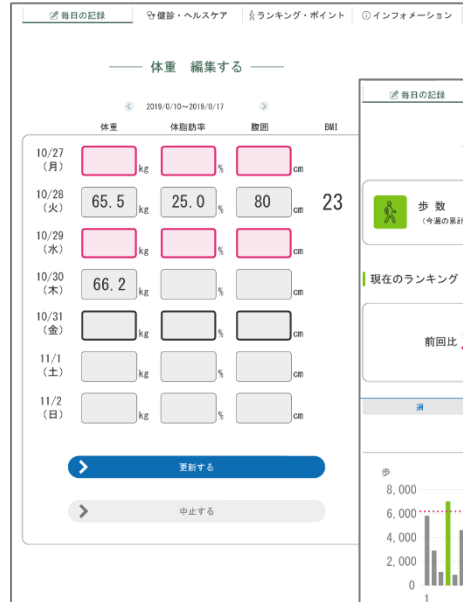 毎日の記録 健診・ヘルスケア ランキング・ポイント インフォメーション
体重 編集する
2019/0/10~2019/0/17
体重 体脂肪率 腹囲 BMI
10/27
(月) kg % cm
10/28
(火) 65.5 kg 25.0 % 80 cm 23
10/29
(水) kg % cm
10/30
(木) 66.2 kg % cm
10/31
(金) kg % cm
11/1
(土) kg % cm
11/2
(日) kg % cm
更新する
中止する
毎日の記録
歩 数
(今週の累計
現在のランキング
前回比
週
歩
8,000
6,000
4,000
2,000
0
1